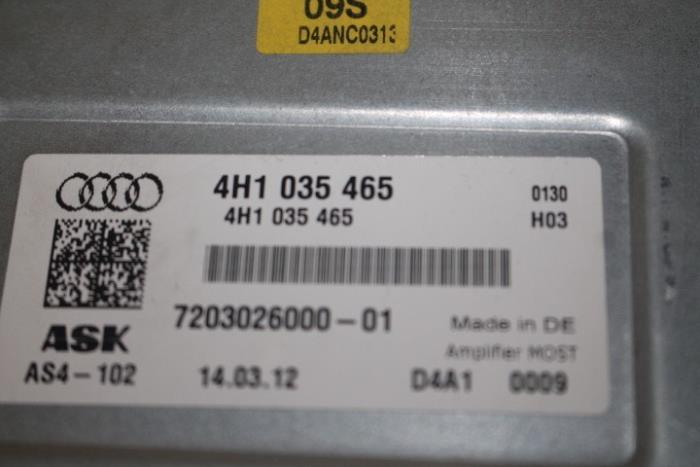 09S
D4ANC0313
4H1 035 465
4H1 035 465
0130
H03
7203026000-01
Made in DE
ASK
Amplifier MOST
AS4-102
14.03.12
D4A1 0009